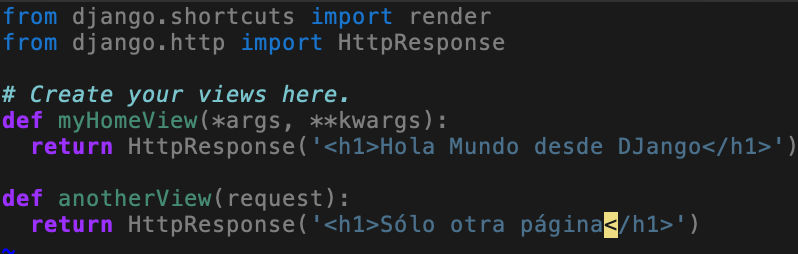 from django.shortcuts import render
from django.http import HttpResponse
# Create your views here.
def myHomeView(*args, **kwargs):
  return HttpResponse('<h1>Hola Mundo desde DJango</h1>')
def anotherView(request):
  return HttpResponse('<h1>Sólo otra página</h1>')
~